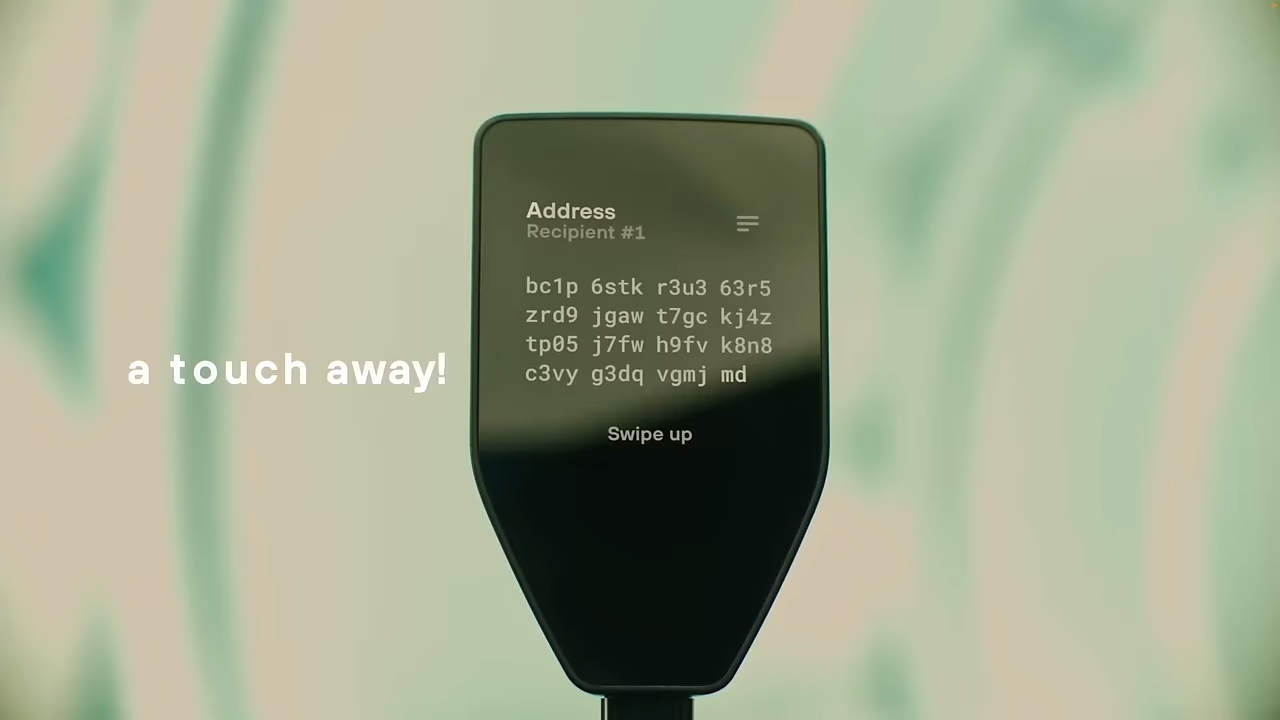 Address
Recipient #1
bc1p 6stk r3u3 63r5
zrd9 jgaw t7gc kj4z
tp05 j7fw h9fv k8n8
c3vy g3dq vgmj md
a touch away!
Swipe up